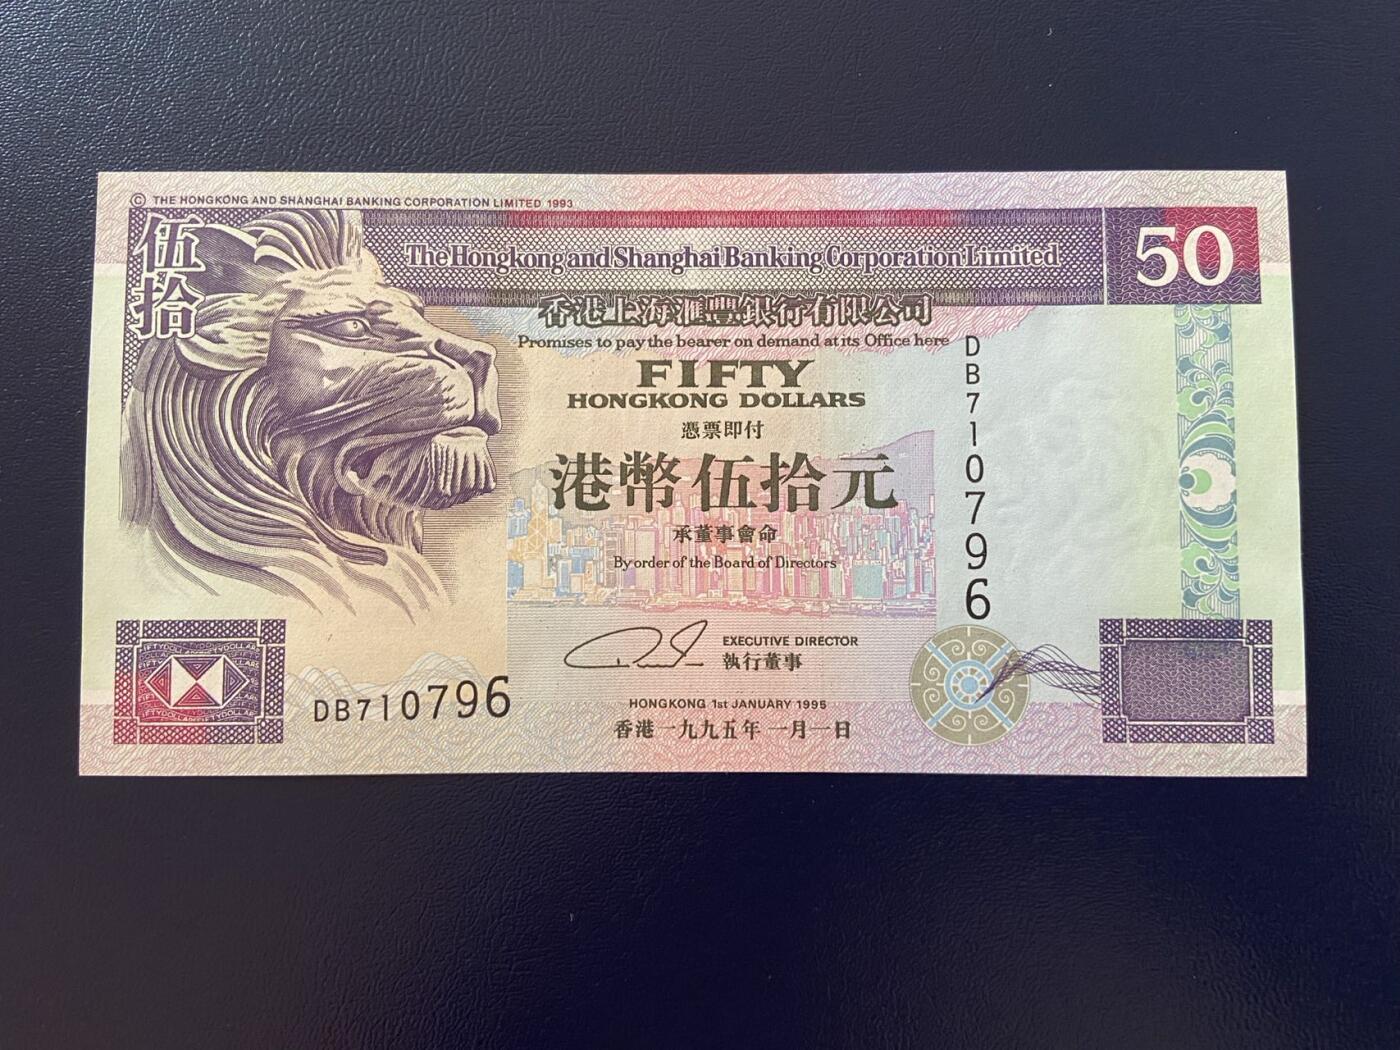 © THE HONGKONG AND SHANGHAI BANKING CORPORATION LIMITED 1993
伍拾
The Hongkong and Shanghai Banking Corporation Limited
50
香港上海滙豐銀行有限公司
Promises to pay the bearer on demand at its Office here
DB710796
FIFTY
HONGKONG DOLLARS
憑票即付
港幣伍拾元
承董事會命
By order of the Board of Directors
EXECUTIVE DIRECTOR
執行董事
DB710796
HONGKONG 1st JANUARY 1995
香港一九九五年一月一日